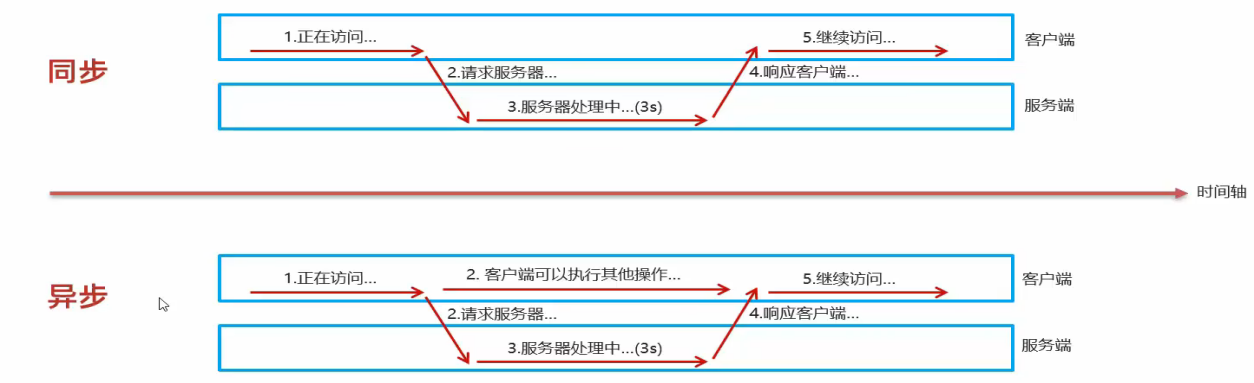 同步
1.正在访问...
5.继续访问...
客户端
2.请求服务器...
4.响应客户端...
3.服务器处理中...(3s)
服务端
时间轴
异步
1.正在访问...
2. 客户端可以执行其他操作...
5.继续访问...
客户端
2.请求服务器...
4.响应客户端...
3.服务器处理中...(3s)
服务端